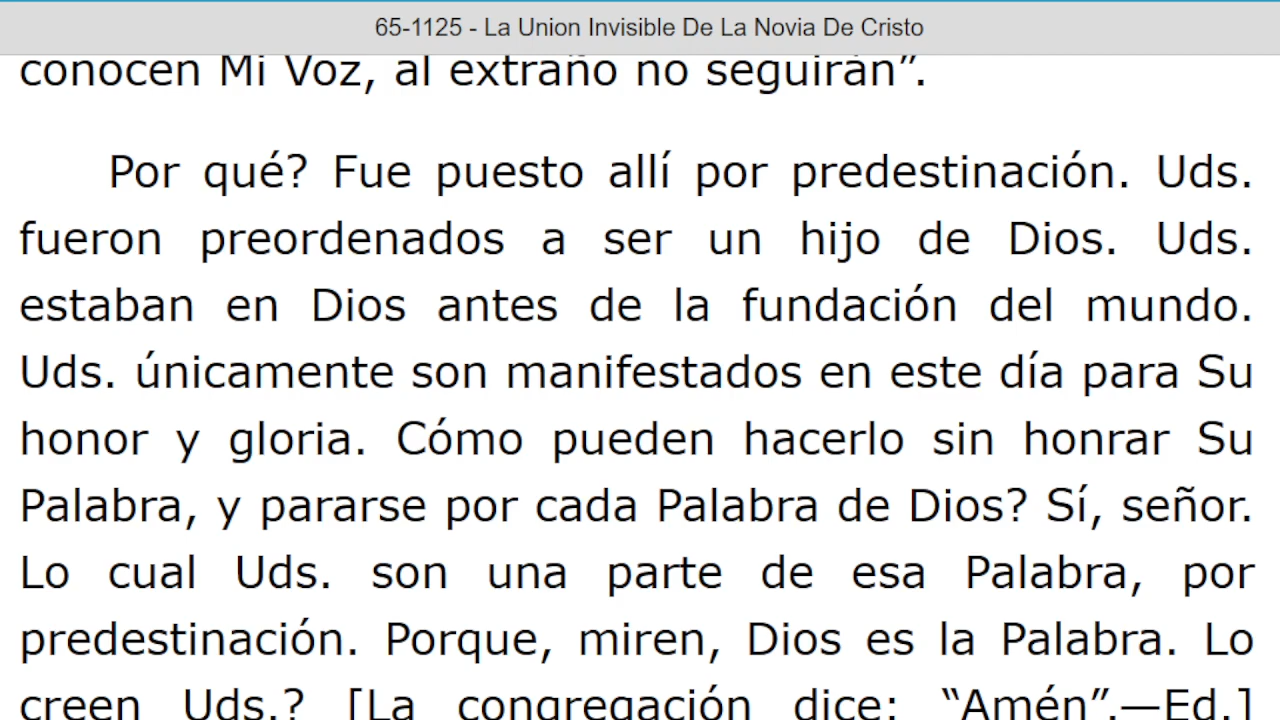 65-1125 - La Union Invisible De La Novia De Cristo
conocen Mi Voz, al extraño no seguirán”.
Por qué? Fue puesto allí por predestinación. Uds.
fueron preordenados a ser un hijo de Dios. Uds.
estaban en Dios antes de la fundación del mundo.
Uds. únicamente son manifestados en este día para Su
honor y gloria. Cómo pueden hacerlo sin honrar Su
Palabra, y pararse por cada Palabra de Dios? Sí, señor.
Lo cual Uds. son una parte de esa Palabra, por
predestinación. Porque, miren, Dios es la Palabra. Lo
creen Uds.? [La congregación dice: “Amén”.—Ed.]